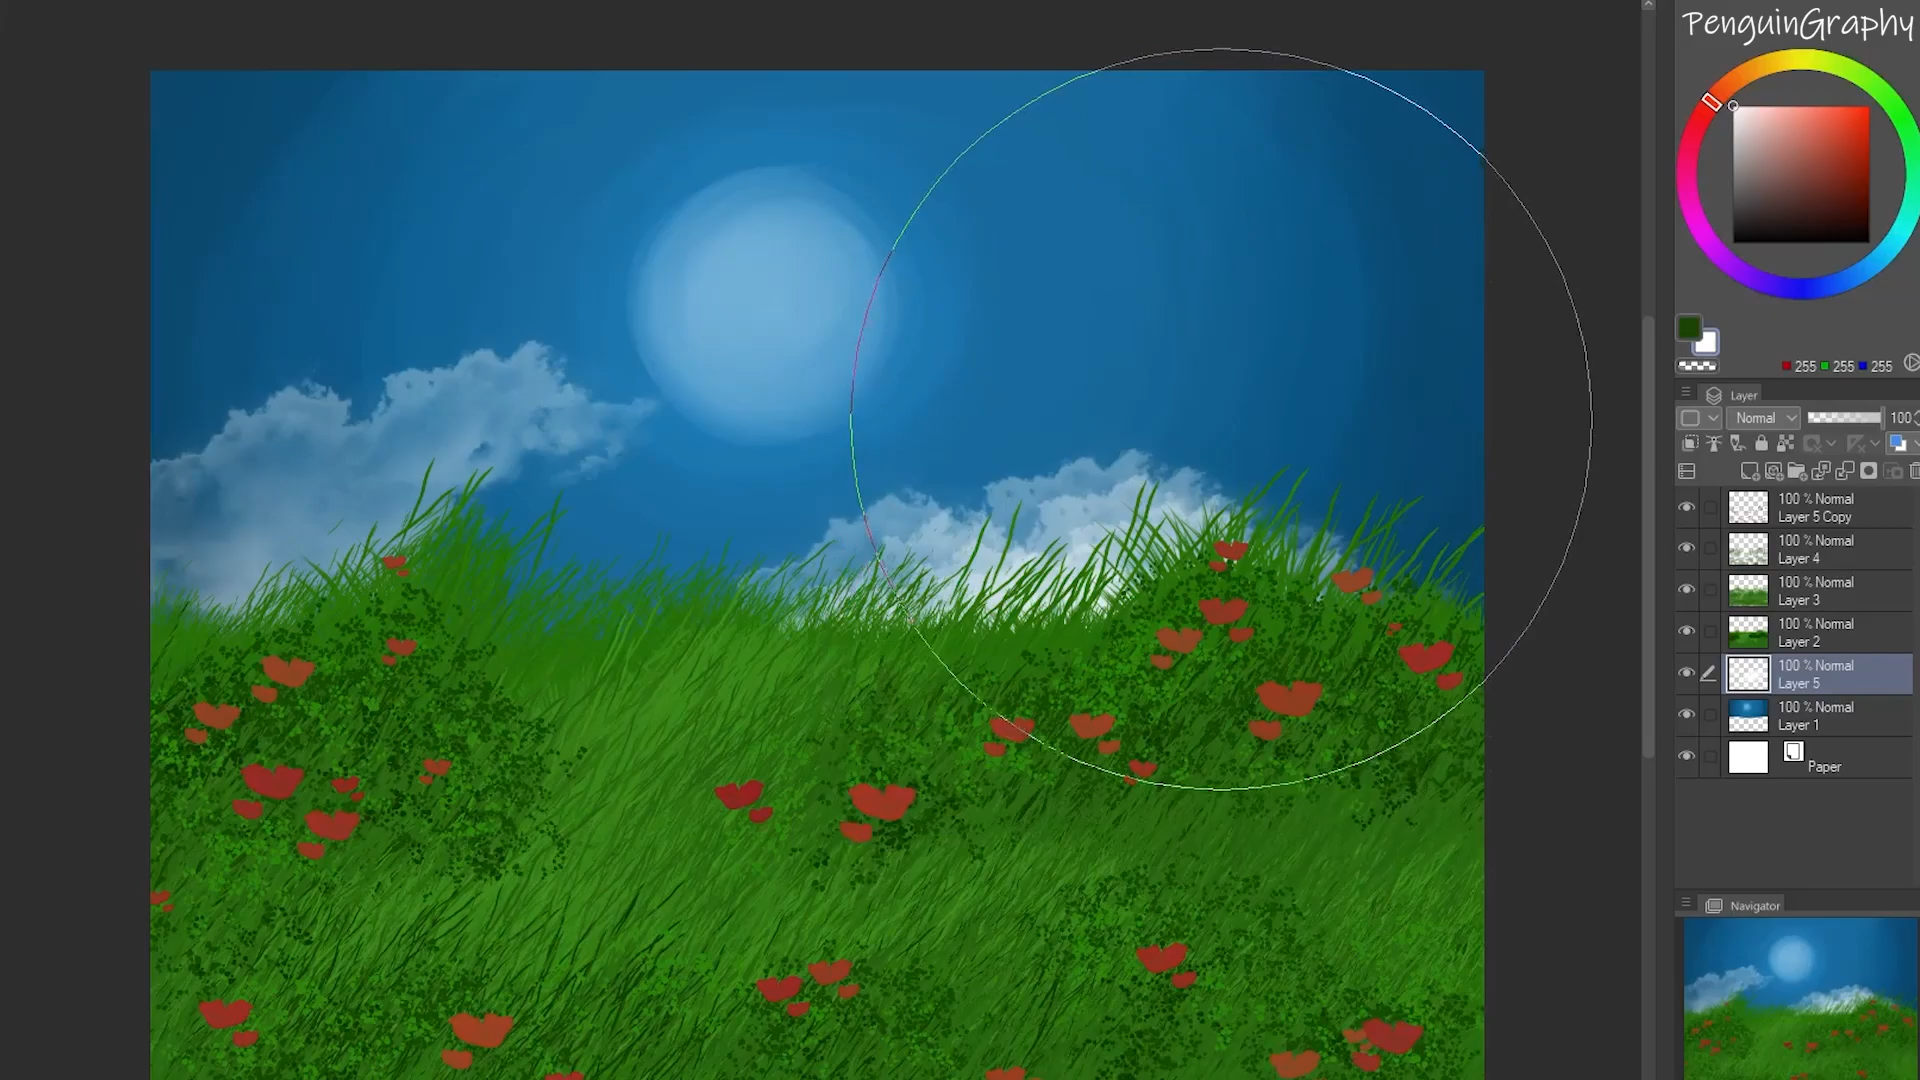 PenguinGraphy
255 255 255
Layer
Normal 100
100 % Normal
Layer 5 Copy
100 % Normal
Layer 4
100 % Normal
Layer 3
100 % Normal
Layer 2
100 % Normal
Layer 5
100 % Normal
Layer 1
Paper
Navigator